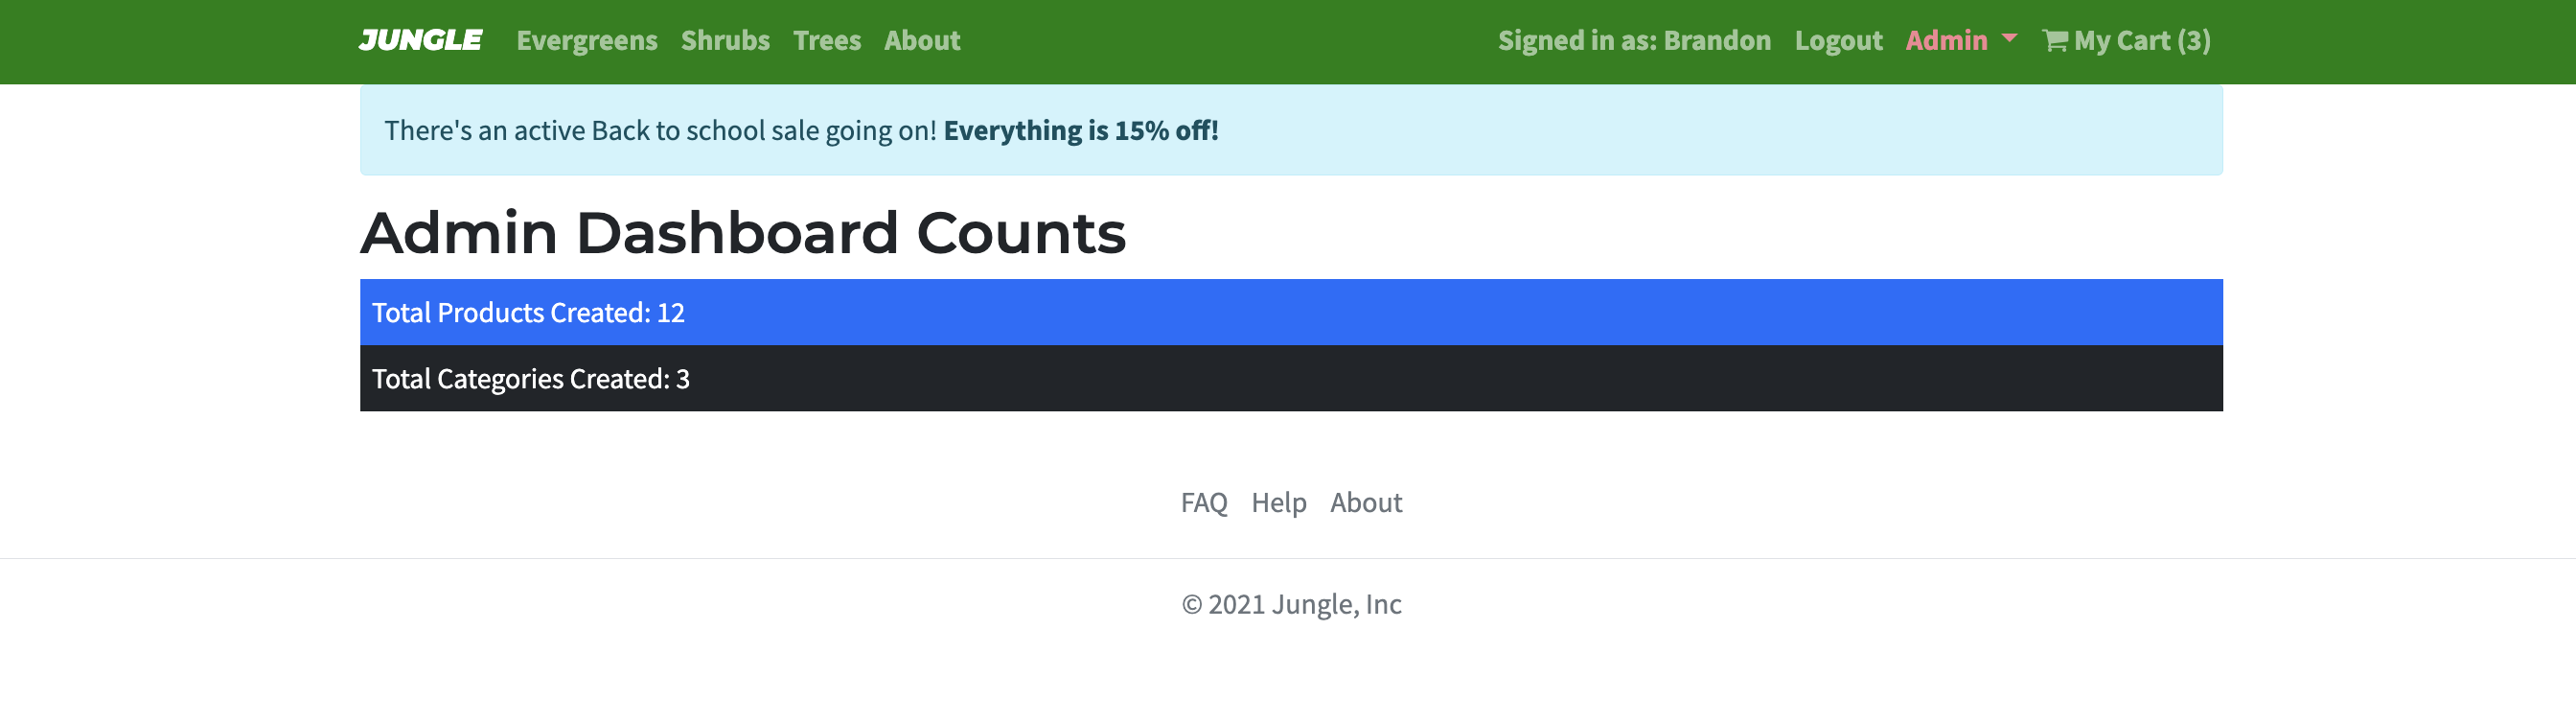 JUNGLE Evergreens Shrubs Trees About Signed in as: Brandon Logout Admin My Cart (3)
There's an active Back to school sale going on! Everything is 15% off!
Admin Dashboard Counts
Total Products Created: 12
Total Categories Created: 3
FAQ Help About
© 2021 Jungle, Inc